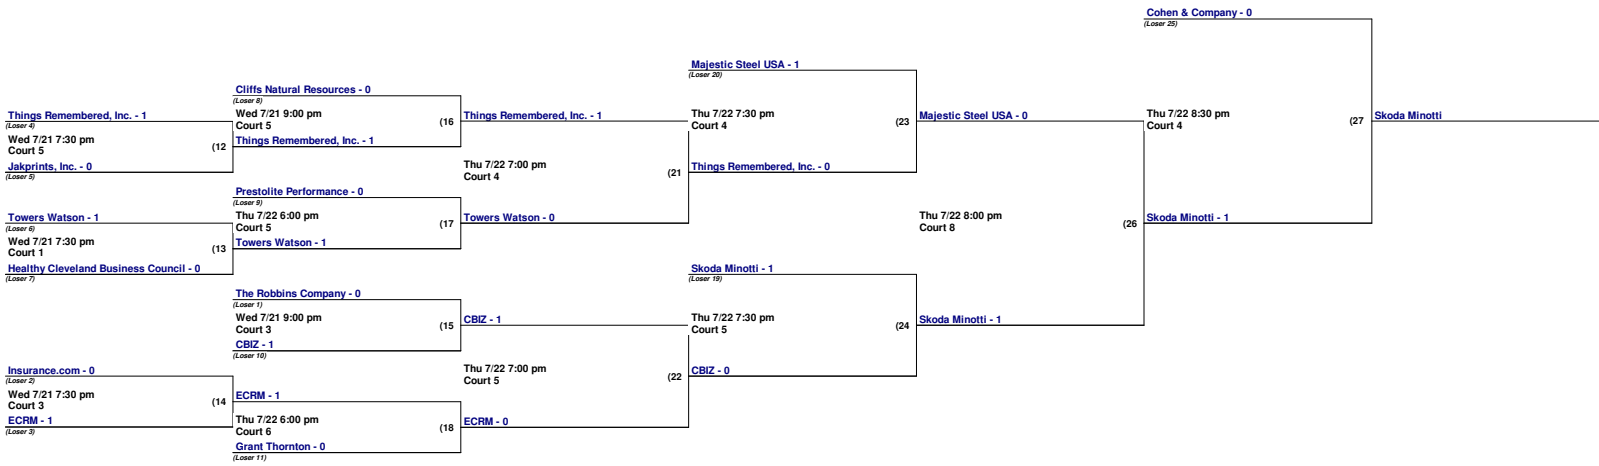 Cohen & Company - 0
(Loser 25)
Majestic Steel USA - 1
(Loser 20)
Cliffs Natural Resources - 0
(Loser 8)
Things Remembered, Inc. - 1
(Loser 4)
Wed 7/21 9:00 pm
Court 5
(16
Things Remembered, Inc. - 1
Thu 7/22 7:30 pm
Court 4
(23
Majestic Steel USA - 0
Thu 7/22 8:30 pm
Court 4
(27
Skoda Minotti
Wed 7/21 7:30 pm
Court 5
(12
Things Remembered, Inc. - 1
Jakprints, Inc. - 0
(Loser 5)
Thu 7/22 7:00 pm
Court 4
(21
Things Remembered, Inc. - 0
Prestolite Performance - 0
(Loser 9)
Towers Watson - 1
(Loser 6)
Thu 7/22 6:00 pm
Court 5
(17
Towers Watson - 0
Thu 7/22 8:00 pm
Court 8
(26
Skoda Minotti - 1
Wed 7/21 7:30 pm
Court 1
(13
Towers Watson - 1
Healthy Cleveland Business Council - 0
(Loser 7)
Skoda Minotti - 1
(Loser 19)
The Robbins Company - 0
(Loser 1)
Wed 7/21 9:00 pm
Court 3
(15
CBIZ - 1
Thu 7/22 7:30 pm
Court 5
(24
Skoda Minotti - 1
CBIZ - 1
(Loser 10)
Insurance.com - 0
(Loser 2)
Thu 7/22 7:00 pm
Court 5
(22
CBIZ - 0
Wed 7/21 7:30 pm
Court 3
(14
ECRM - 1
ECRM - 1
(Loser 3)
Thu 7/22 6:00 pm
Court 6
(18
ECRM - 0
Grant Thornton - 0
(Loser 11)